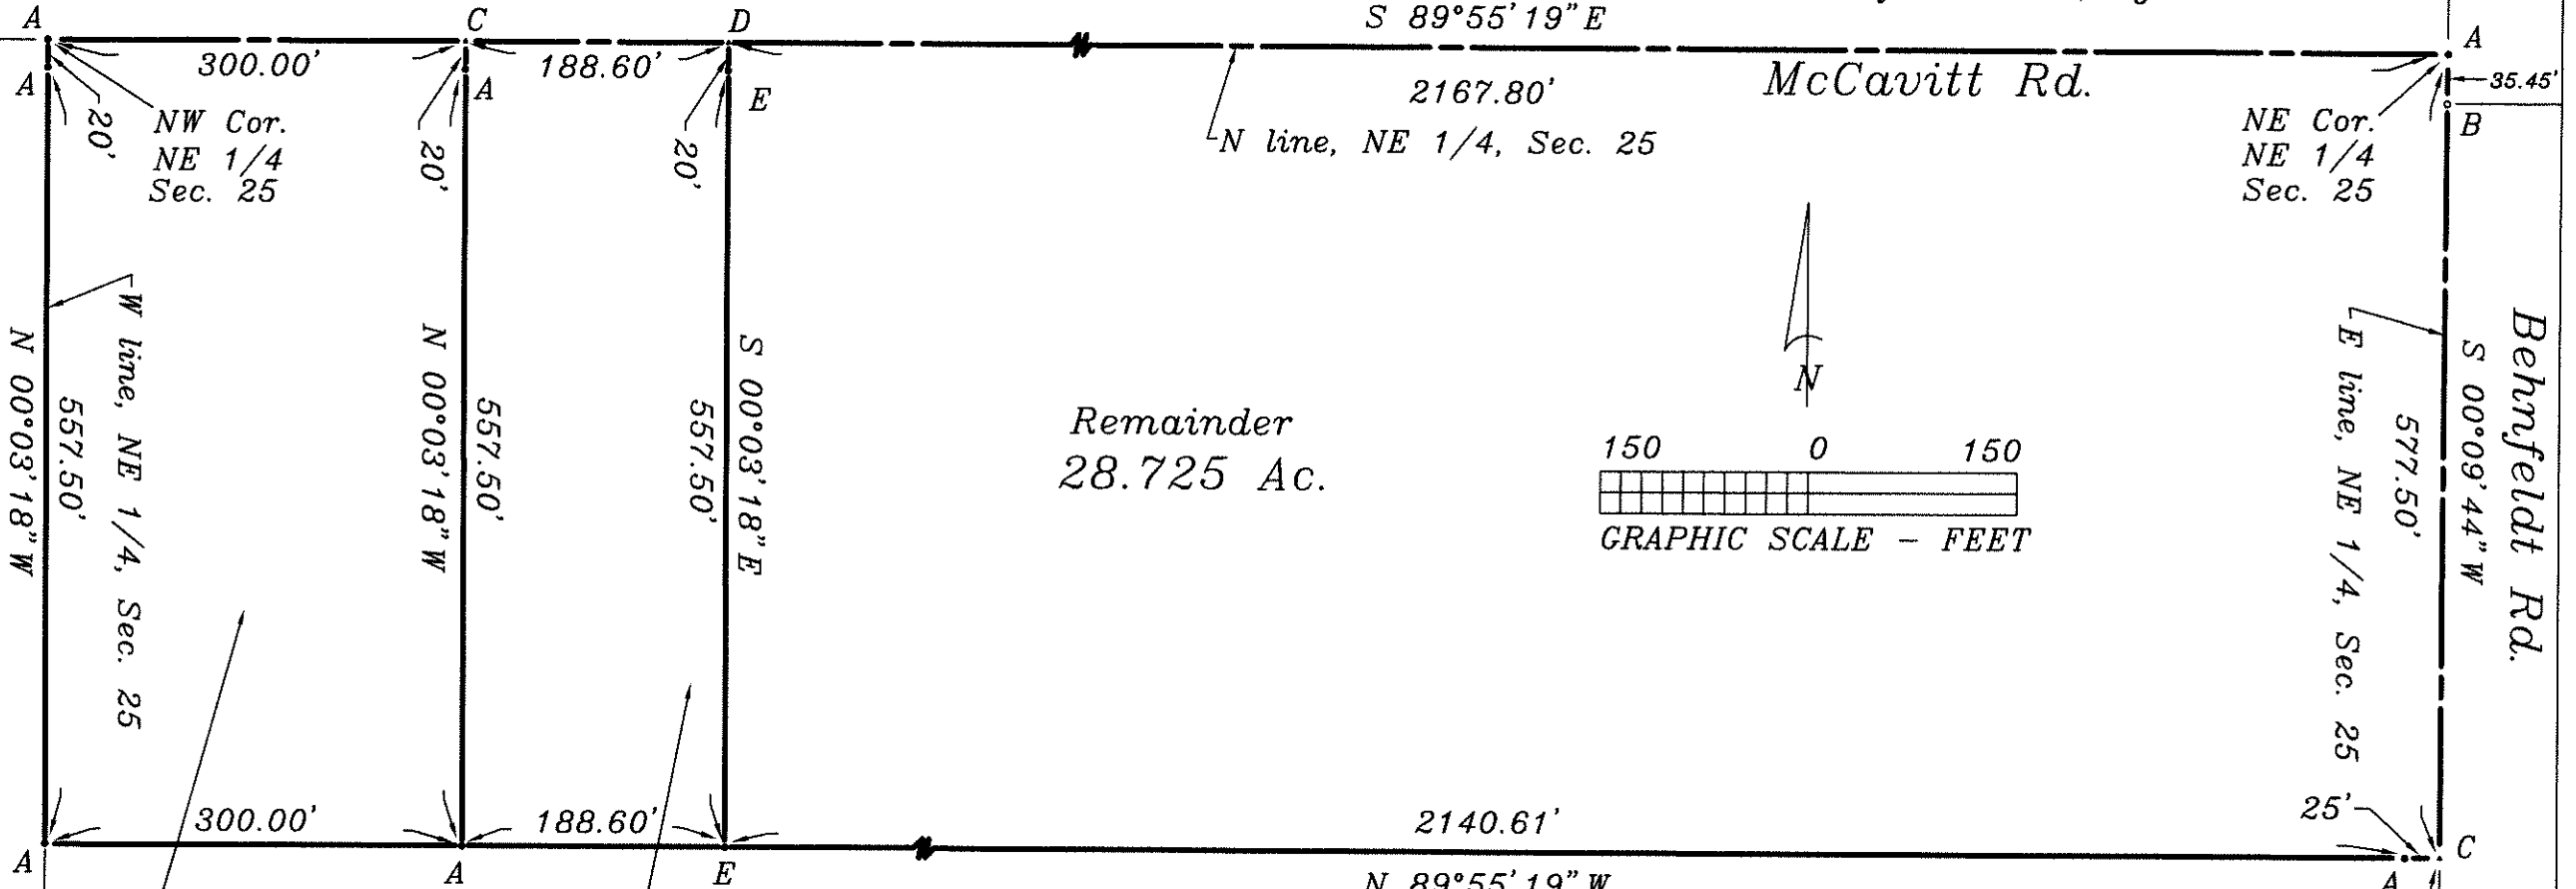 S 89°55'19"E
A
C
D
A
300.00'
188.60'
2167.80'
McCavitt Rd.
35.45'
A
A
E
B
20'
20'
20'
NW Cor.
NE 1/4
Sec. 25
N line, NE 1/4, Sec. 25
NE Cor.
NE 1/4
Sec. 25
N 00°03'18"W
557.50'
W line, NE 1/4, Sec. 25
N 00°03'18"W
557.50'
557.50'
S 00°03'18"E
Remainder
28.725 Ac.
N
150 0 150
GRAPHIC SCALE - FEET
E line, NE 1/4, Sec. 25
577.50'
S 00°09'44"W
Behnfeldt Rd.
300.00'
188.60'
2140.61'
25'
A
A
E
A
C
N 89°55'19"W